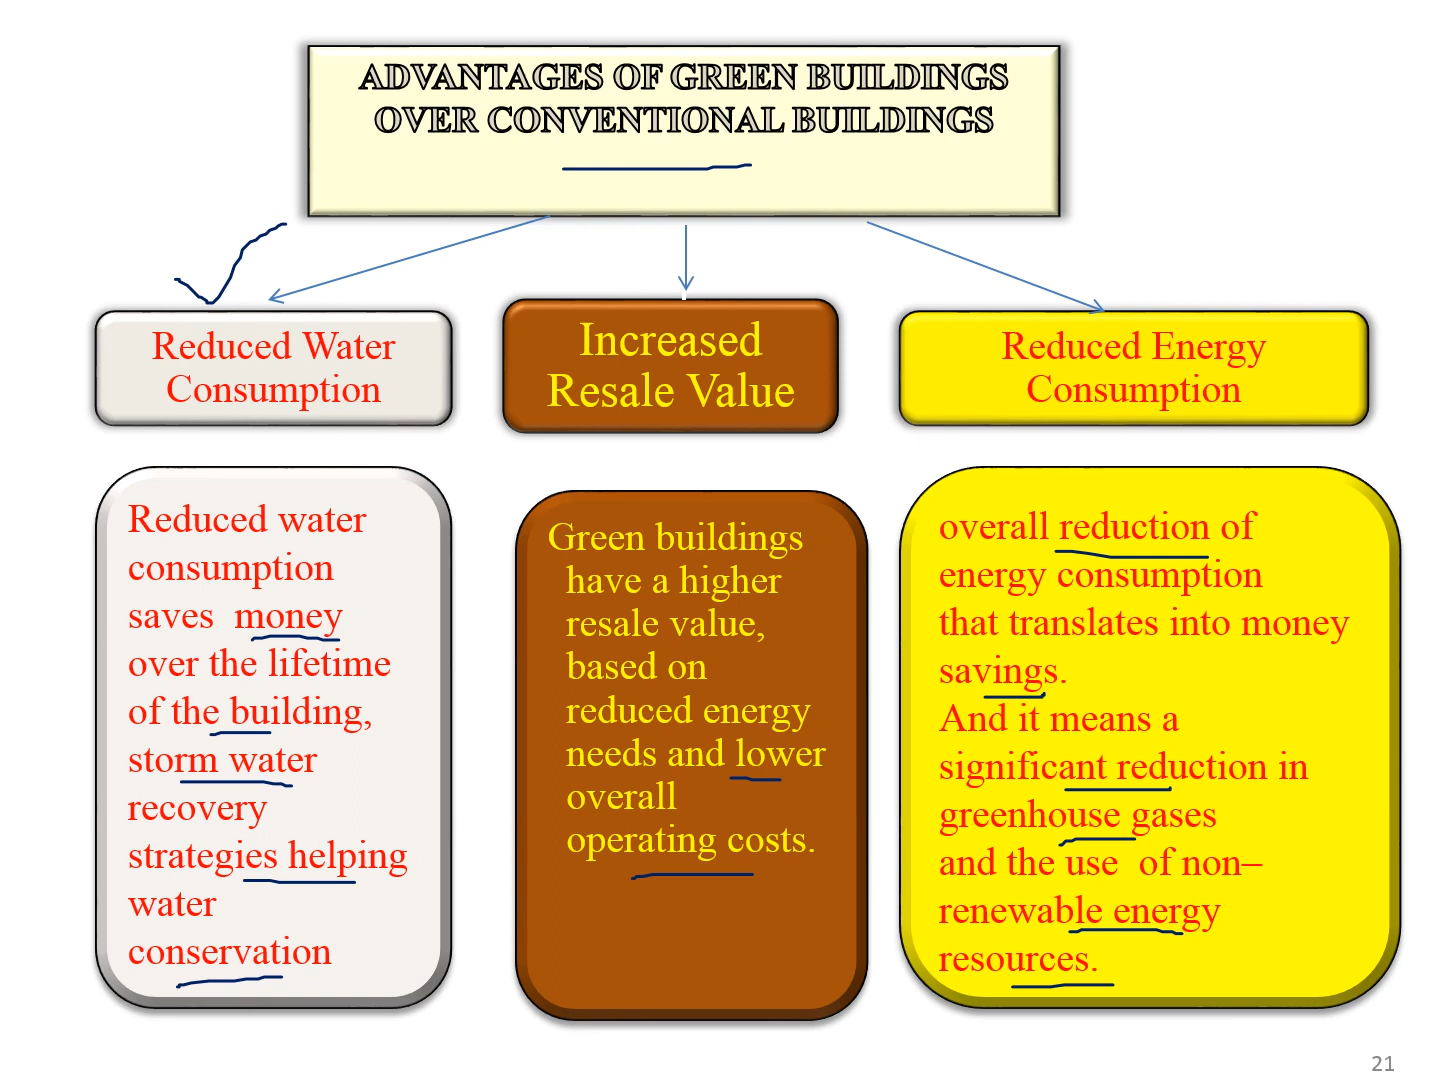 ADVANTAGES OF GREEN BUILDINGS
OVER CONVENTIONAL BUILDINGS
Reduced Water
Consumption
Increased
Resale Value
Reduced Energy
Consumption
Reduced water
consumption
saves money
over the lifetime
of the building,
storm water
recovery
strategies helping
water
conservation
Green buildings
have a higher
resale value,
based on
reduced energy
needs and lower
overall
operating costs.
overall reduction of
energy consumption
that translates into money
savings.
And it means a
significant reduction in
greenhouse gases
and the use of non–
renewable energy
resources.
21